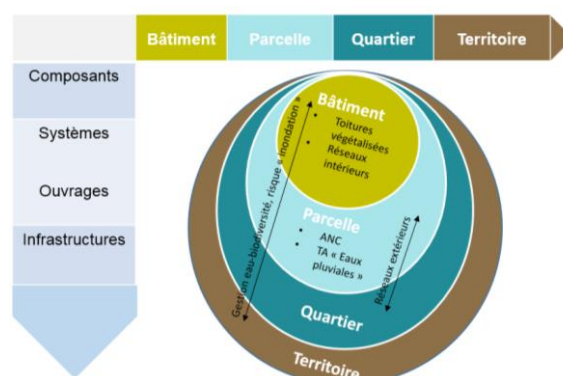 Bâtiment
Parcelle
Quartier
Territoire
Composants
Systèmes
Ouvrages
Infrastructures
Bâtiment
• Toitures
végétalisées
• Réseaux
intérieurs
Gestion eau-biodiversité, risque « inondation »
Parcelle
• ANC
• TA « Eaux
pluviales »
Réseaux extérieurs
Quartier
Territoire